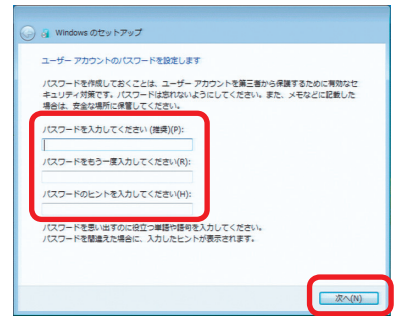 Windows のセットアップ
ユーザー アカウントのパスワードを設定します
パスワードを作成しておくことは、ユーザー アカウントを第三者から保護するために有効なセ
キュリティ対策です。パスワードは忘れないようにしてください。また、メモなどに記載した
場合は、安全な場所に保管してください。
パスワードを入力してください (推奨)(P):
パスワードをもう一度入力してください(R):
パスワードのヒントを入力してください(H):
パスワードを思い出すのに役立つ単語や語句を入力してください。
パスワードを間違えた場合に、入力したヒントが表示されます。
次へ(N)